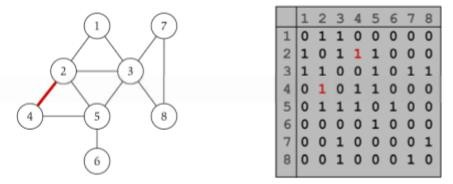 1 7
2 3
4 5 8
6
1 2 3 4 5 6 7 8
1 0 1 1 0 0 0 0 0
2 1 0 1 1 1 0 0 0
3 1 1 0 0 1 0 1 1
4 0 1 0 1 1 0 0 0
5 0 1 1 1 0 1 0 0
6 0 0 0 0 1 0 0 0
7 0 0 1 0 0 0 0 1
8 0 0 1 0 0 0 1 0